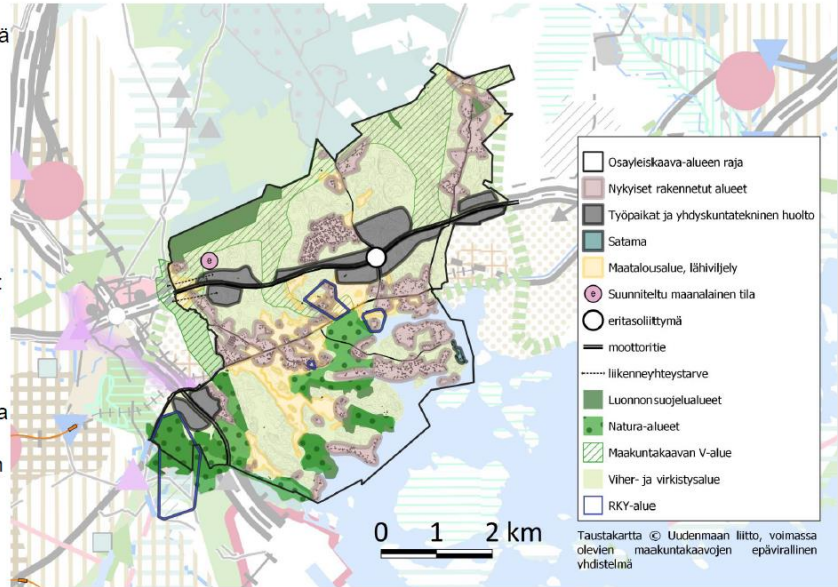 Osayleiskaava-alueen raja
Nykyiset rakennetut alueet
Työpaikat ja yhdyskuntatekninen huolto
Satama
Maatalousalue, lähiviljely
e Suunniteltu maanalainen tila
eritasoliittymä
moottoritie
liikenneyhteystarve
Luonnonsuojelualueet
Natura-alueet
Maakuntakaavan V-alue
Viher- ja virkistysalue
RKY-alue
e
0 1 2 km
Taustakartta © Uudenmaan liitto, voimassa
olevien maakuntakaavojen epävirallinen
yhdistelmä